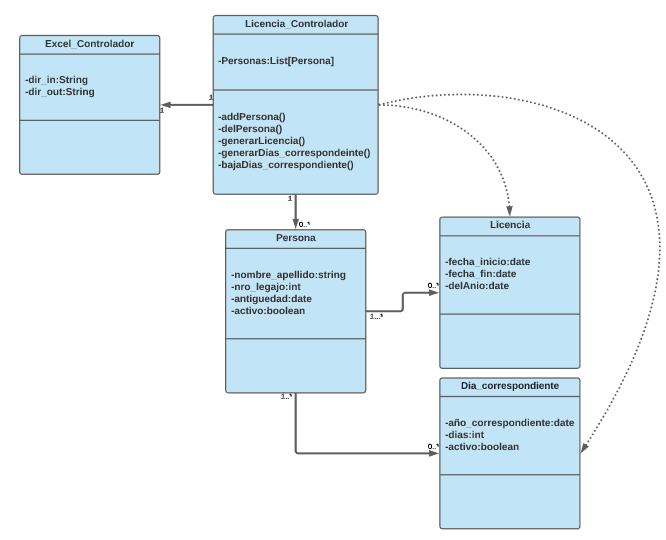 Licencia_Controlador
-Personas:List[Persona]
-addPersona()
-delPersona()
-generarLicencia()
-generarDias_correspondeinte()
-bajaDias_correspondiente()
Excel_Controlador
-dir_in:String
-dir_out:String
1
1
1
0..*
Persona
-nombre_apellido:string
-nro_legajo:int
-antiguedad:date
-activo:boolean
1...*
0..*
1..*
0..*
Licencia
-fecha_inicio:date
-fecha_fin:date
-delAnio:date
Dia_correspondiente
-año_correspondiente:date
-dias:int
-activo:boolean